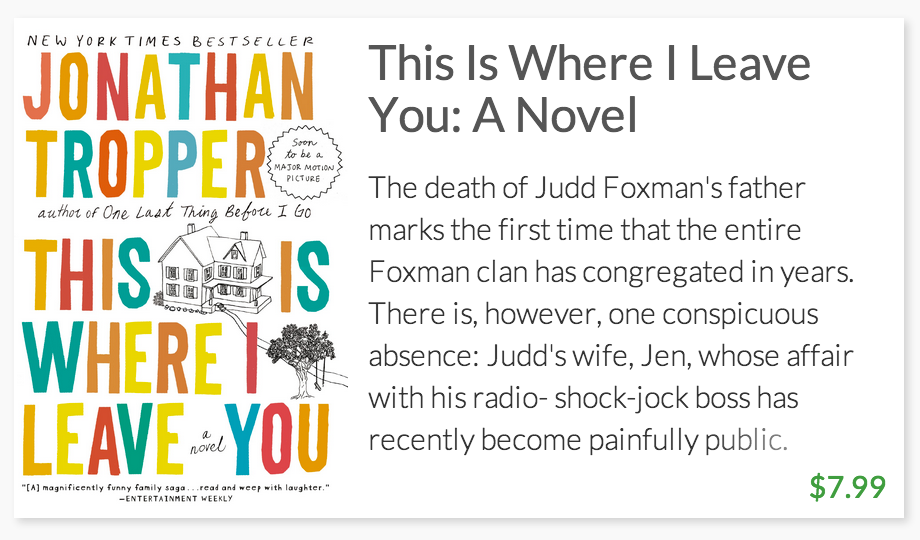 NEW YORK TIMES BESTSELLER
JONATHAN
TROPPER
Soon
to be a
MAJOR MOTION
PICTURE
author of One Last Thing Before I Go
THIS IS
WHERE I
LEAVE YOU
a
novel
"[A] magnificently funny family saga...read and weep with laughter."
—ENTERTAINMENT WEEKLY
This Is Where I Leave
You: A Novel
The death of Judd Foxman's father
marks the first time that the entire
Foxman clan has congregated in years.
There is, however, one conspicuous
absence: Judd's wife, Jen, whose affair
with his radio- shock-jock boss has
recently become painfully public.
$7.99